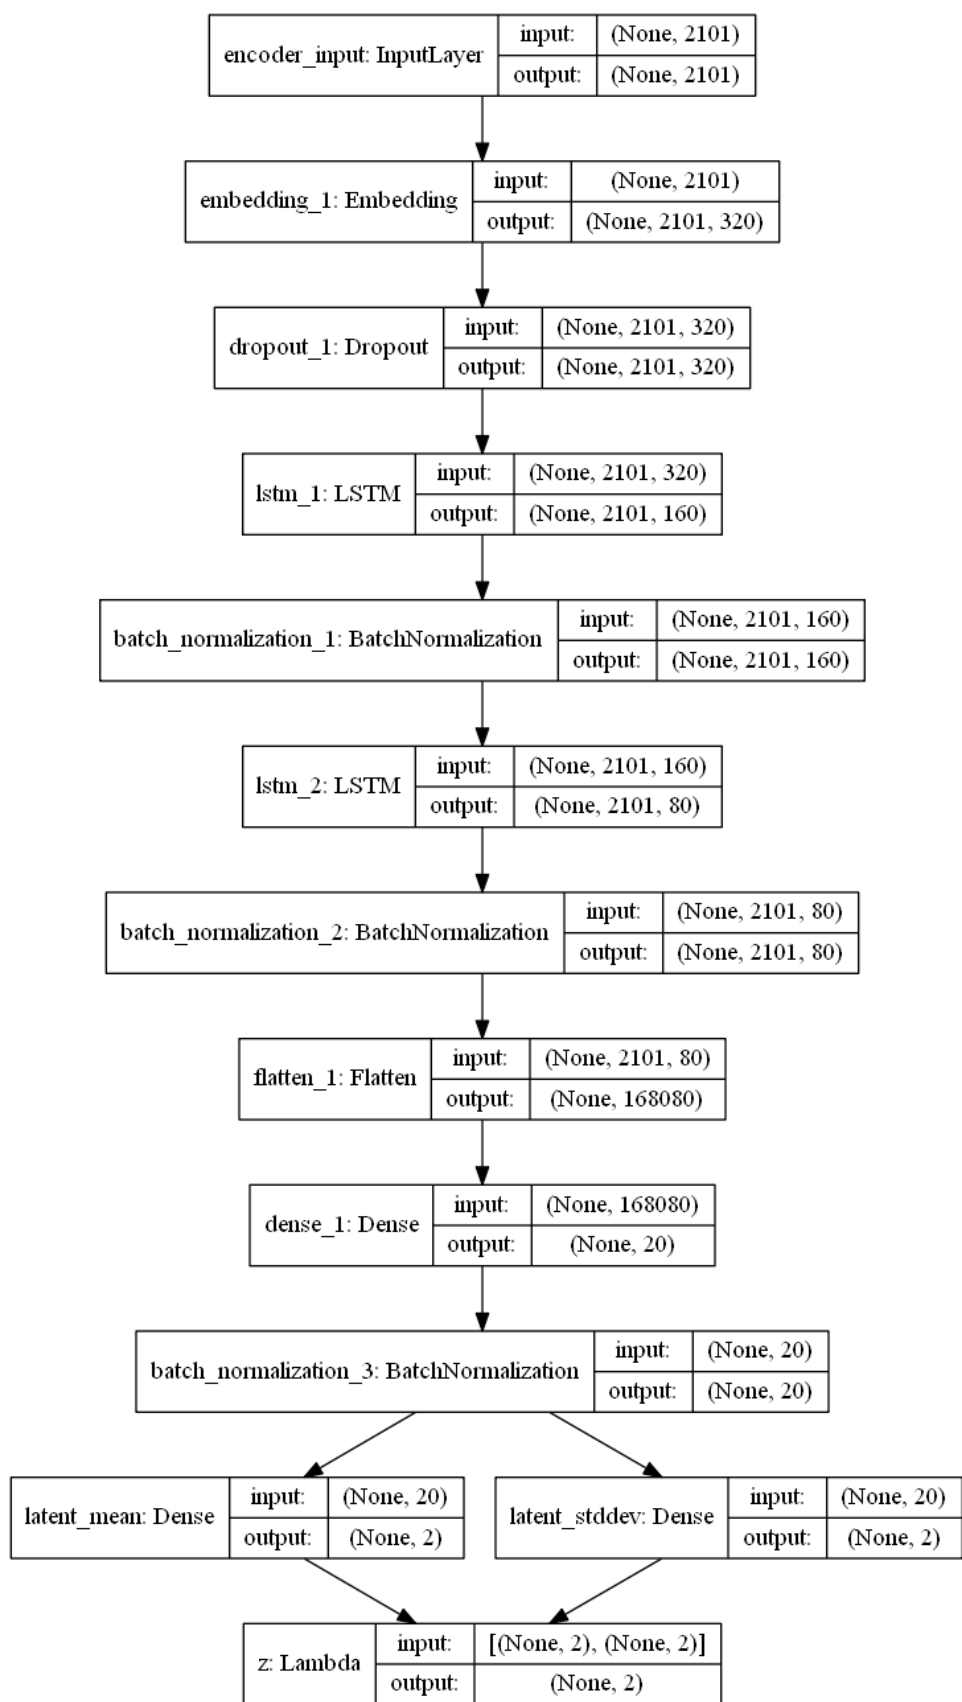 encoder_input: InputLayer
input: (None, 2101)
output: (None, 2101)
embedding_1: Embedding
input: (None, 2101)
output: (None, 2101, 320)
dropout_1: Dropout
input: (None, 2101, 320)
output: (None, 2101, 320)
lstm_1: LSTM
input: (None, 2101, 320)
output: (None, 2101, 160)
batch_normalization_1: BatchNormalization
input: (None, 2101, 160)
output: (None, 2101, 160)
lstm_2: LSTM
input: (None, 2101, 160)
output: (None, 2101, 80)
batch_normalization_2: BatchNormalization
input: (None, 2101, 80)
output: (None, 2101, 80)
flatten_1: Flatten
input: (None, 2101, 80)
output: (None, 168080)
dense_1: Dense
input: (None, 168080)
output: (None, 20)
batch_normalization_3: BatchNormalization
input: (None, 20)
output: (None, 20)
latent_mean: Dense
input: (None, 20)
output: (None, 2)
latent_stddev: Dense
input: (None, 20)
output: (None, 2)
z: Lambda
input: [(None, 2), (None, 2)]
output: (None, 2)